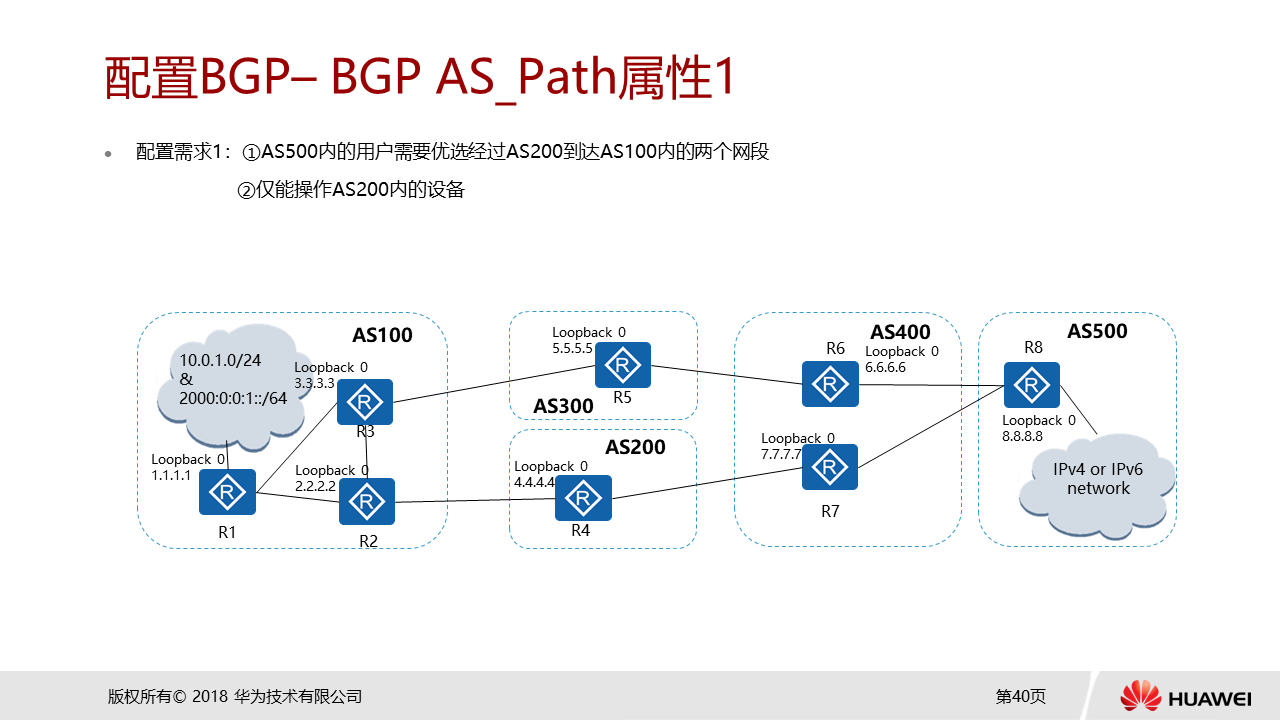 配置BGP– BGP AS_Path属性1
配置需求1：①AS500内的用户需要优选经过AS200到达AS100内的两个网段
②仅能操作AS200内的设备
AS100
10.0.1.0/24
&
2000:0:0:1::/64
Loopback 0
3.3.3.3
R3
Loopback 0
1.1.1.1
R1
Loopback 0
2.2.2.2
R2
Loopback 0
5.5.5.5
R5
AS300
AS200
Loopback 0
4.4.4.4
R4
AS400
R6
Loopback 0
6.6.6.6
Loopback 0
7.7.7.7
R7
AS500
R8
Loopback 0
8.8.8.8
IPv4 or IPv6
network
版权所有© 2018 华为技术有限公司
第40页
HUAWEI